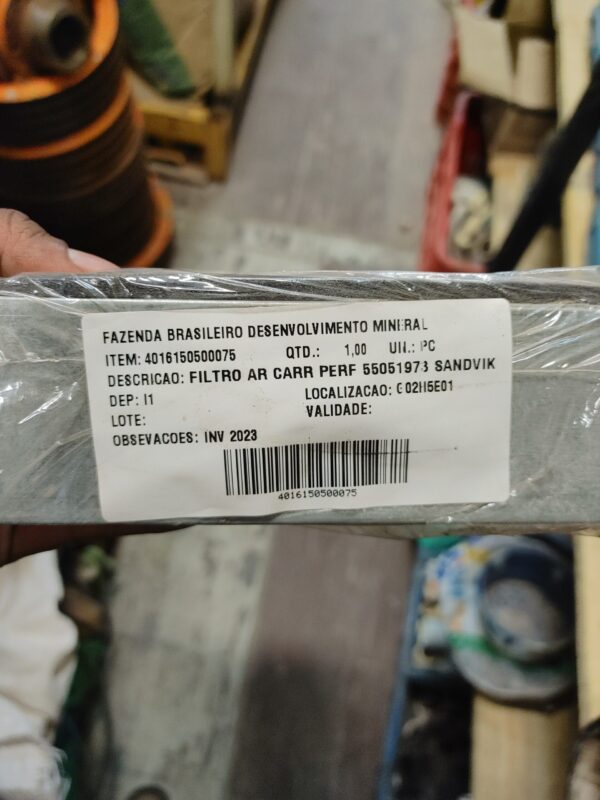 FAZENDA BRASILEIRO DESENVOLVIMENTO MINERAL
ITEM: 4016150500075 QTD.: 1,00 UN.: PC
DESCRICAO: FILTRO AR CARR PERF 55051973 SANDVIK
DEP: I1 LOCALIZACAO:
LOTE: VALIDADE:
OBSEVACOES: INV 2023
4016150500075